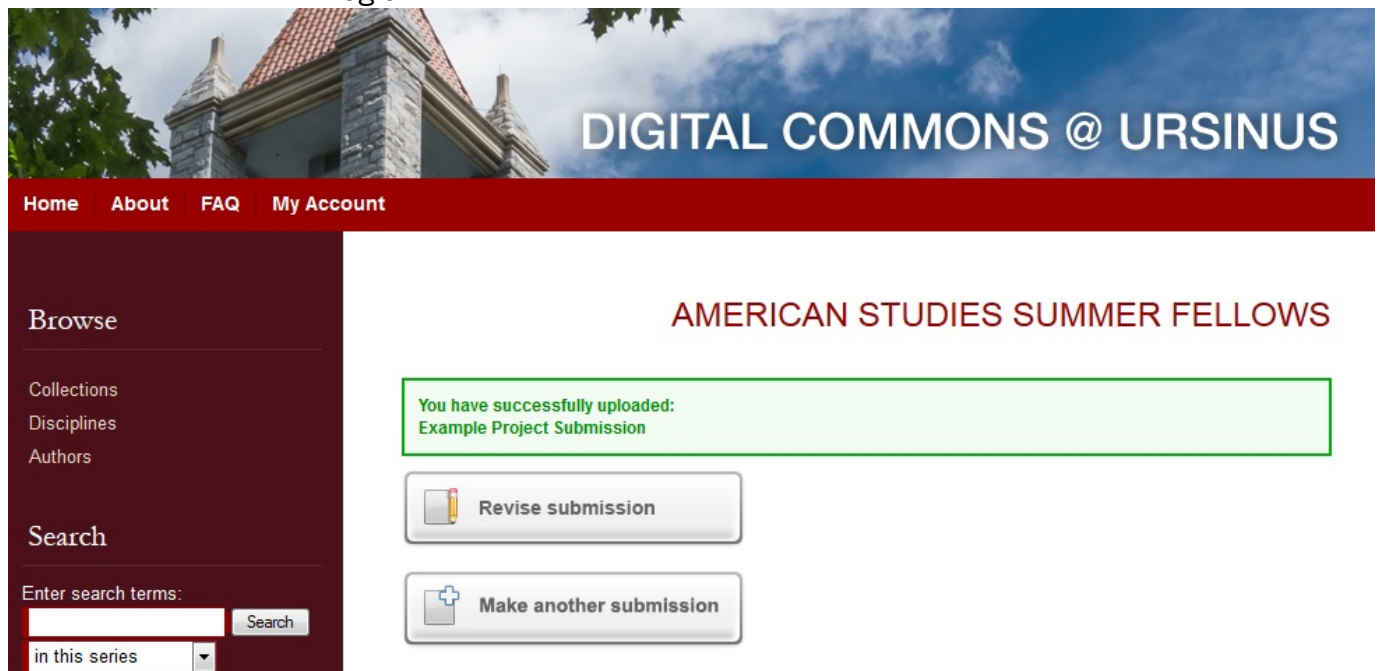 DIGITAL COMMONS @ URSINUS
Home About FAQ My Account
Browse
Collections
Disciplines
Authors
Search
Enter search terms:
Search
in this series
AMERICAN STUDIES SUMMER FELLOWS
You have successfully uploaded:
Example Project Submission
Revise submission
Make another submission